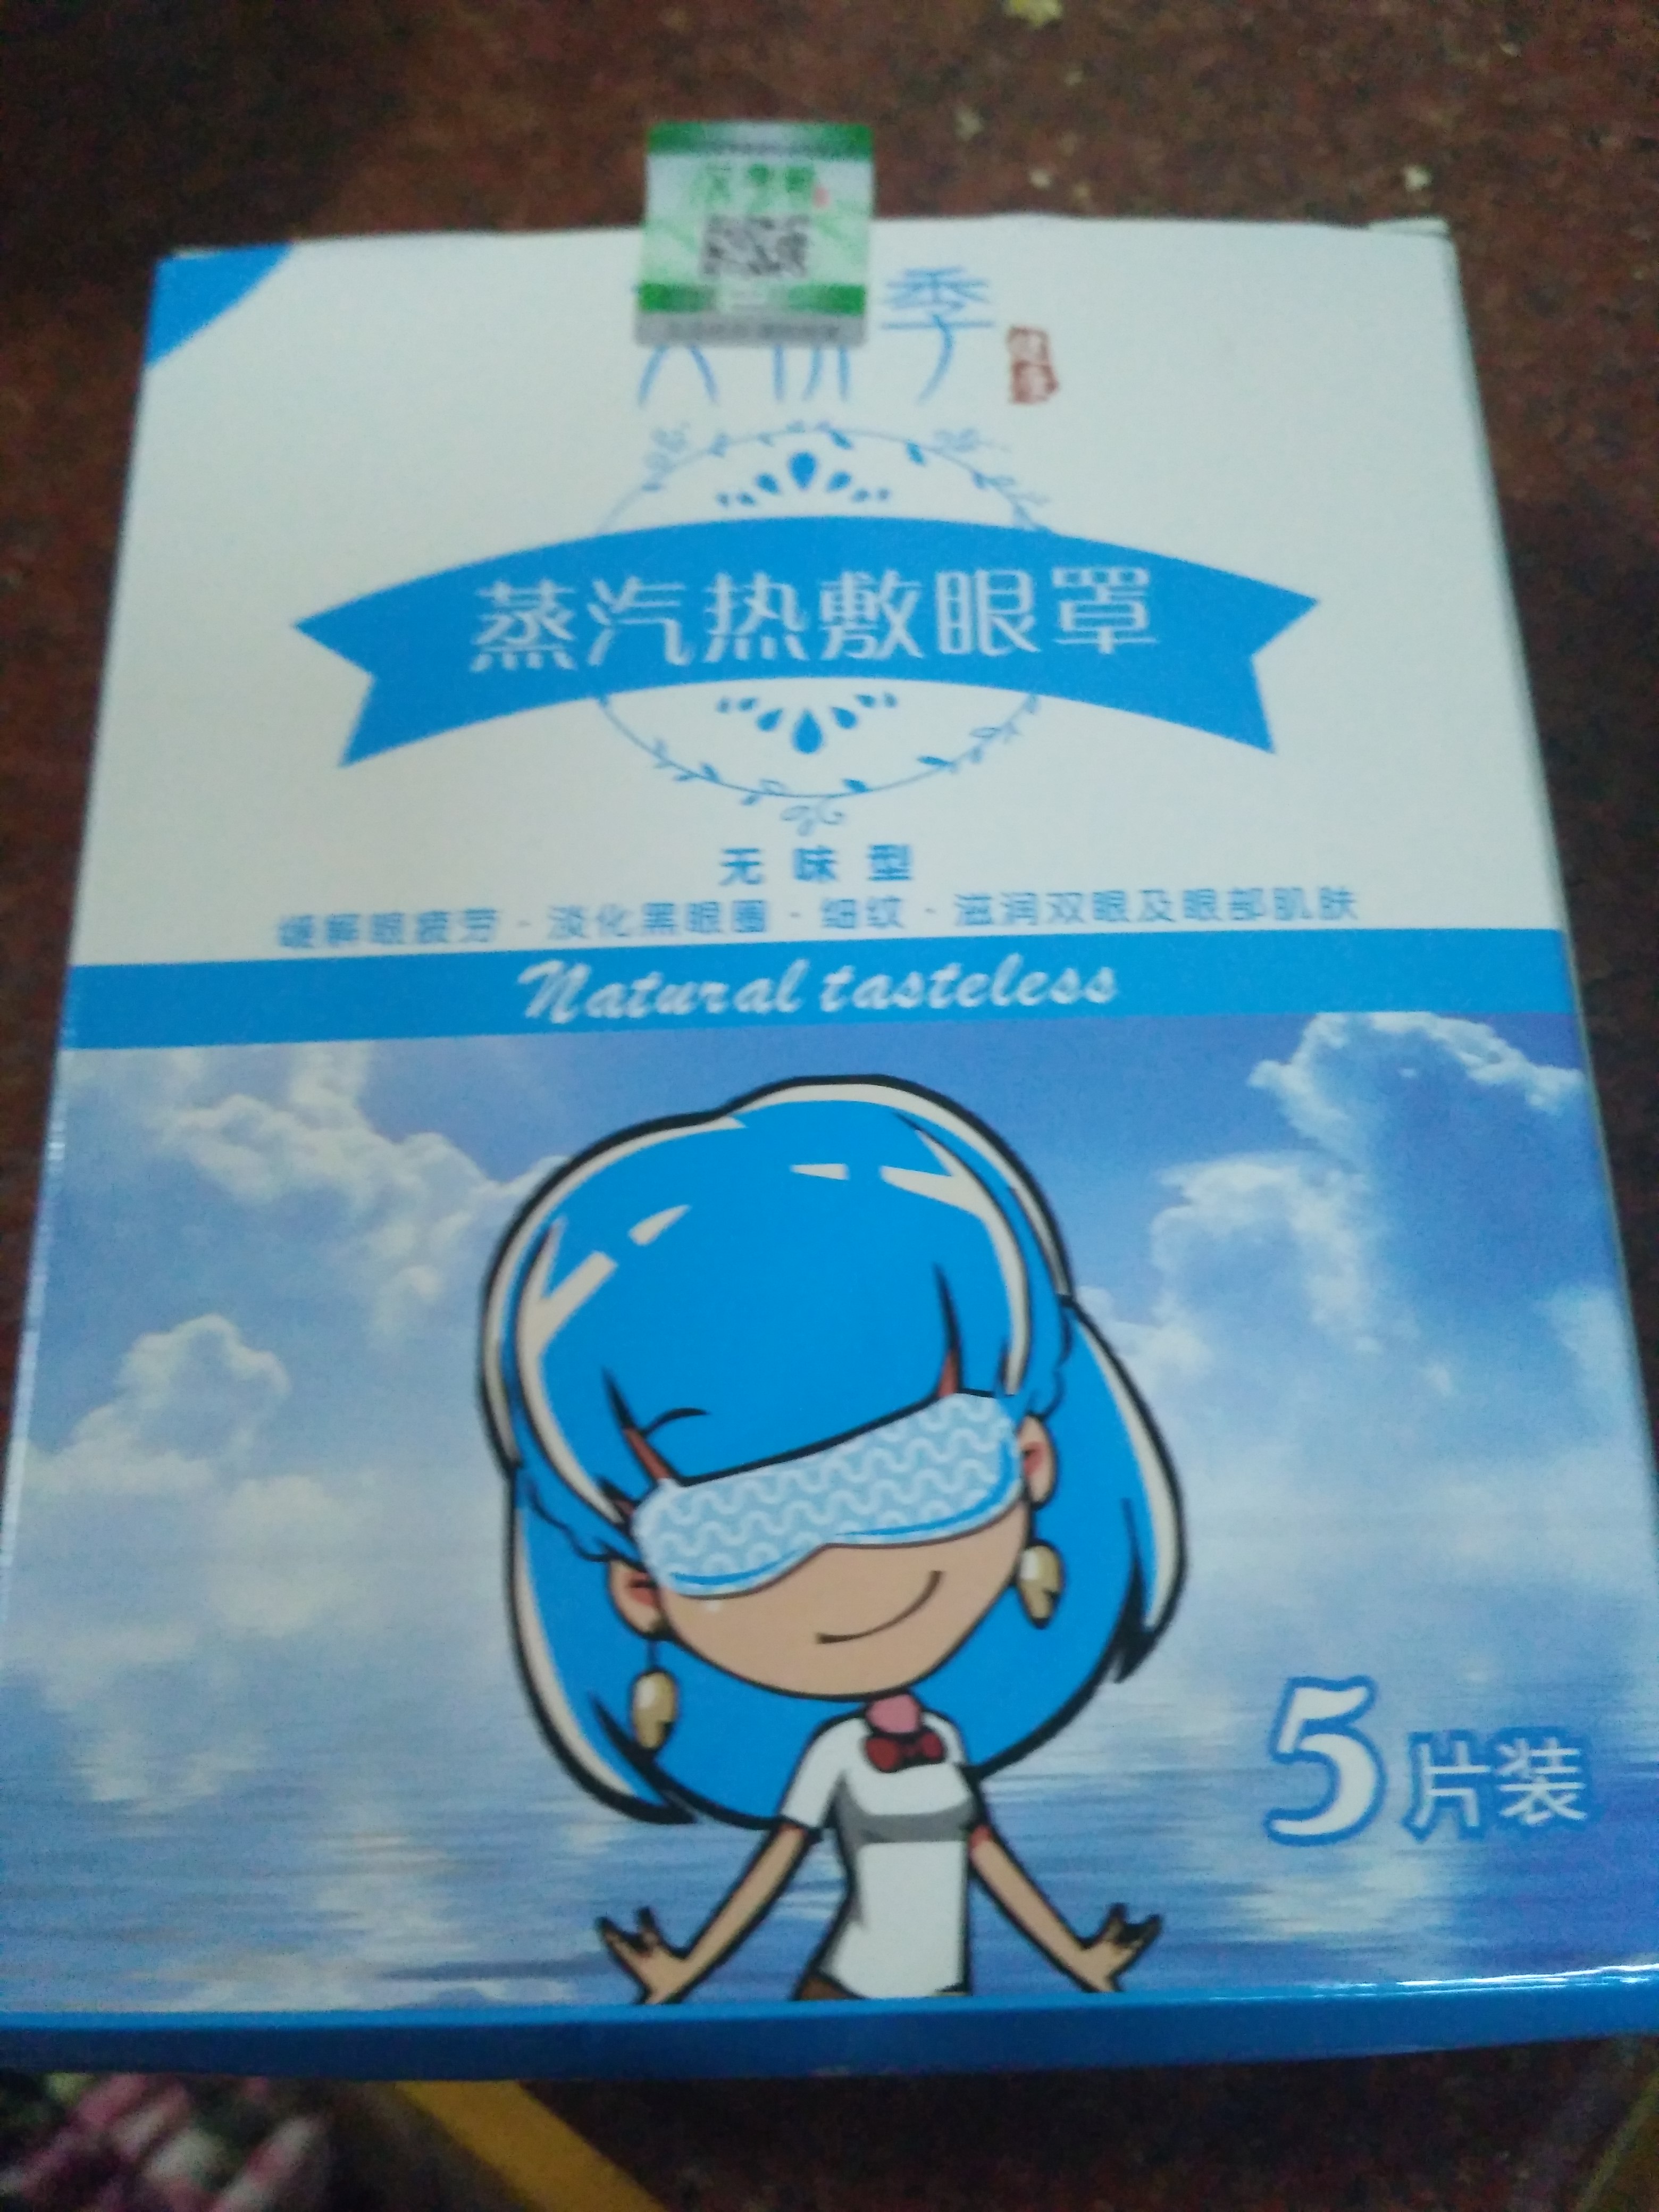 季
蒸汽热敷眼罩
无味型
缓解眼疲劳·淡化黑眼圈·细纹·滋润双眼及眼部肌肤
Natural tasteless
5片装